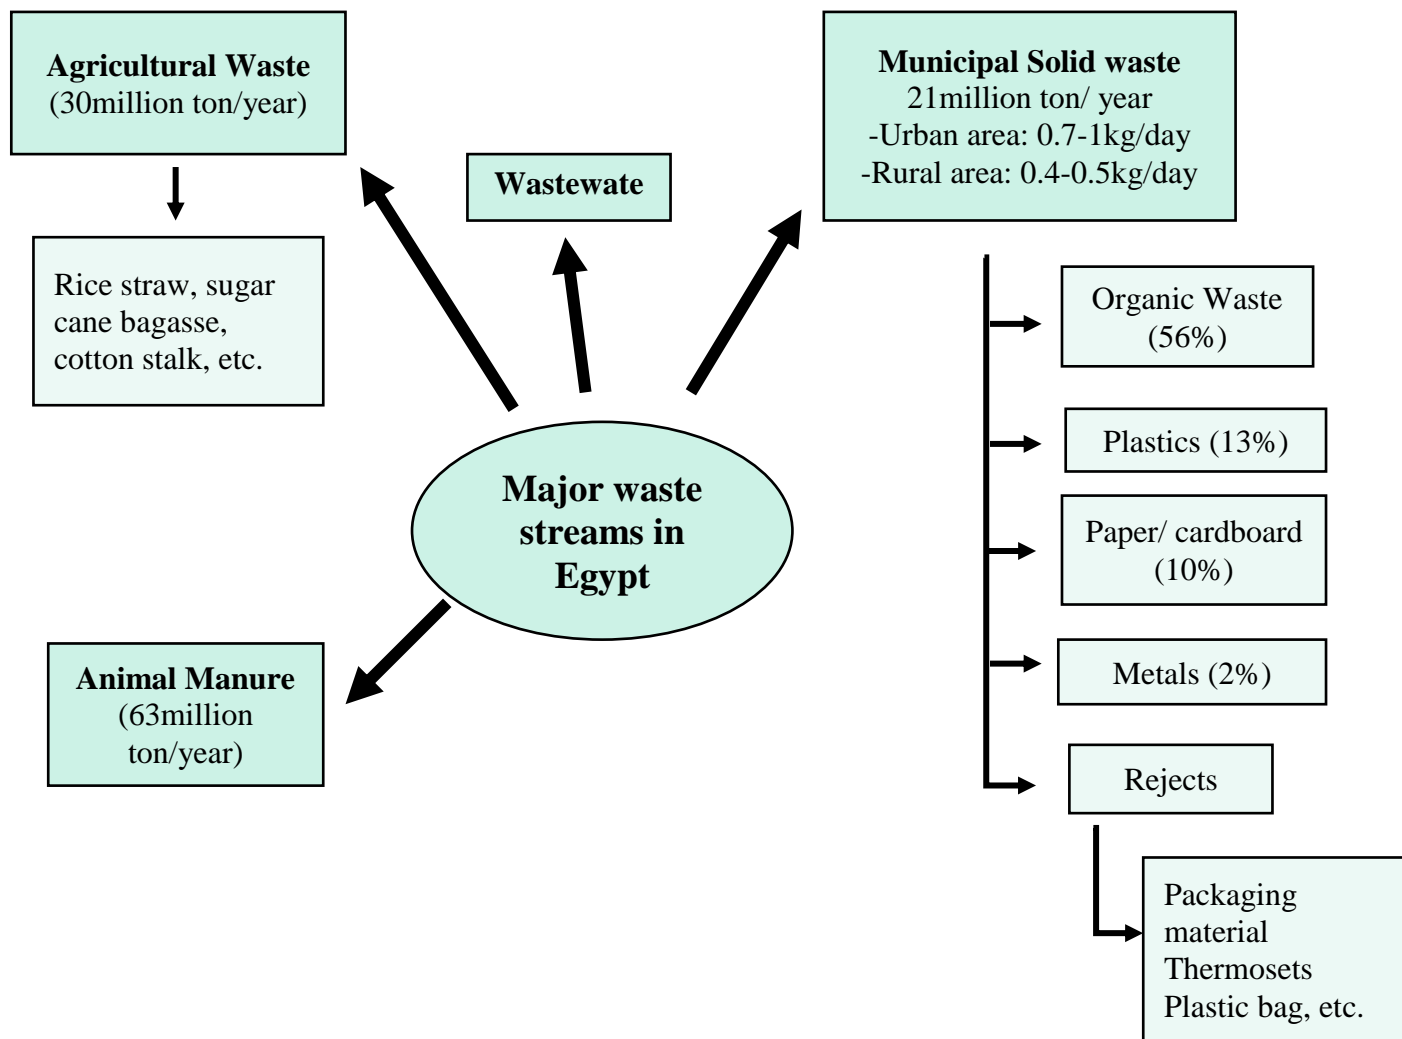 Agricultural Waste
(30million ton/year)
Rice straw, sugar
cane bagasse,
cotton stalk, etc.
Wastewate
Municipal Solid waste
21million ton/ year
-Urban area: 0.7-1kg/day
-Rural area: 0.4-0.5kg/day
Organic Waste
(56%)
Plastics (13%)
Paper/ cardboard
(10%)
Metals (2%)
Rejects
Packaging
material
Thermosets
Plastic bag, etc.
Major waste
streams in
Egypt
Animal Manure
(63million
ton/year)